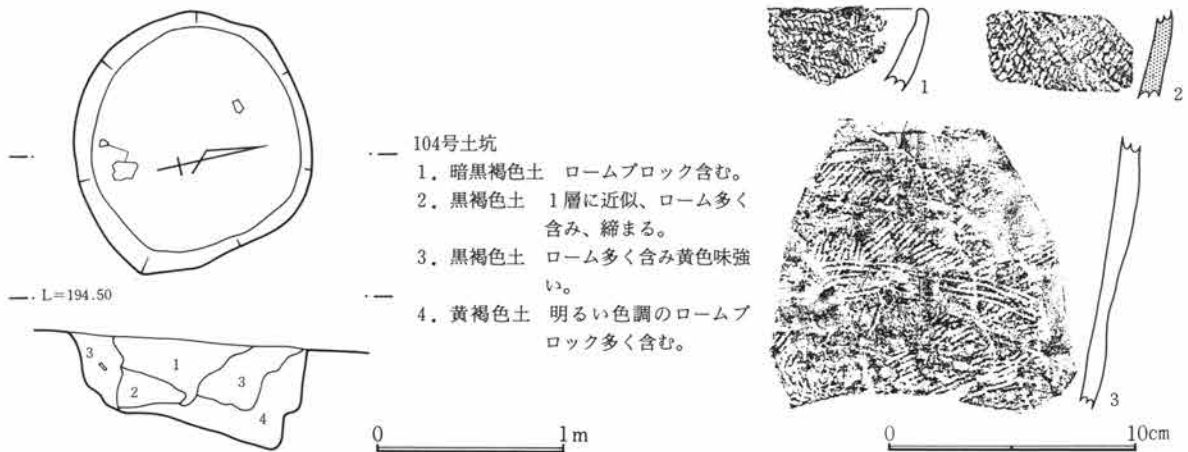 104号土坑
1．暗黒褐色土　ロームブロック含む。
2．黒褐色土　1層に近似、ローム多く
含み、締まる。
3．黒褐色土　ローム多く含み黄色味強
い。
4．黄褐色土　明るい色調のロームブ
ロック多く含む。
L=194.50
3
1
2
3
4
0　1m
1
2
3
0　10cm